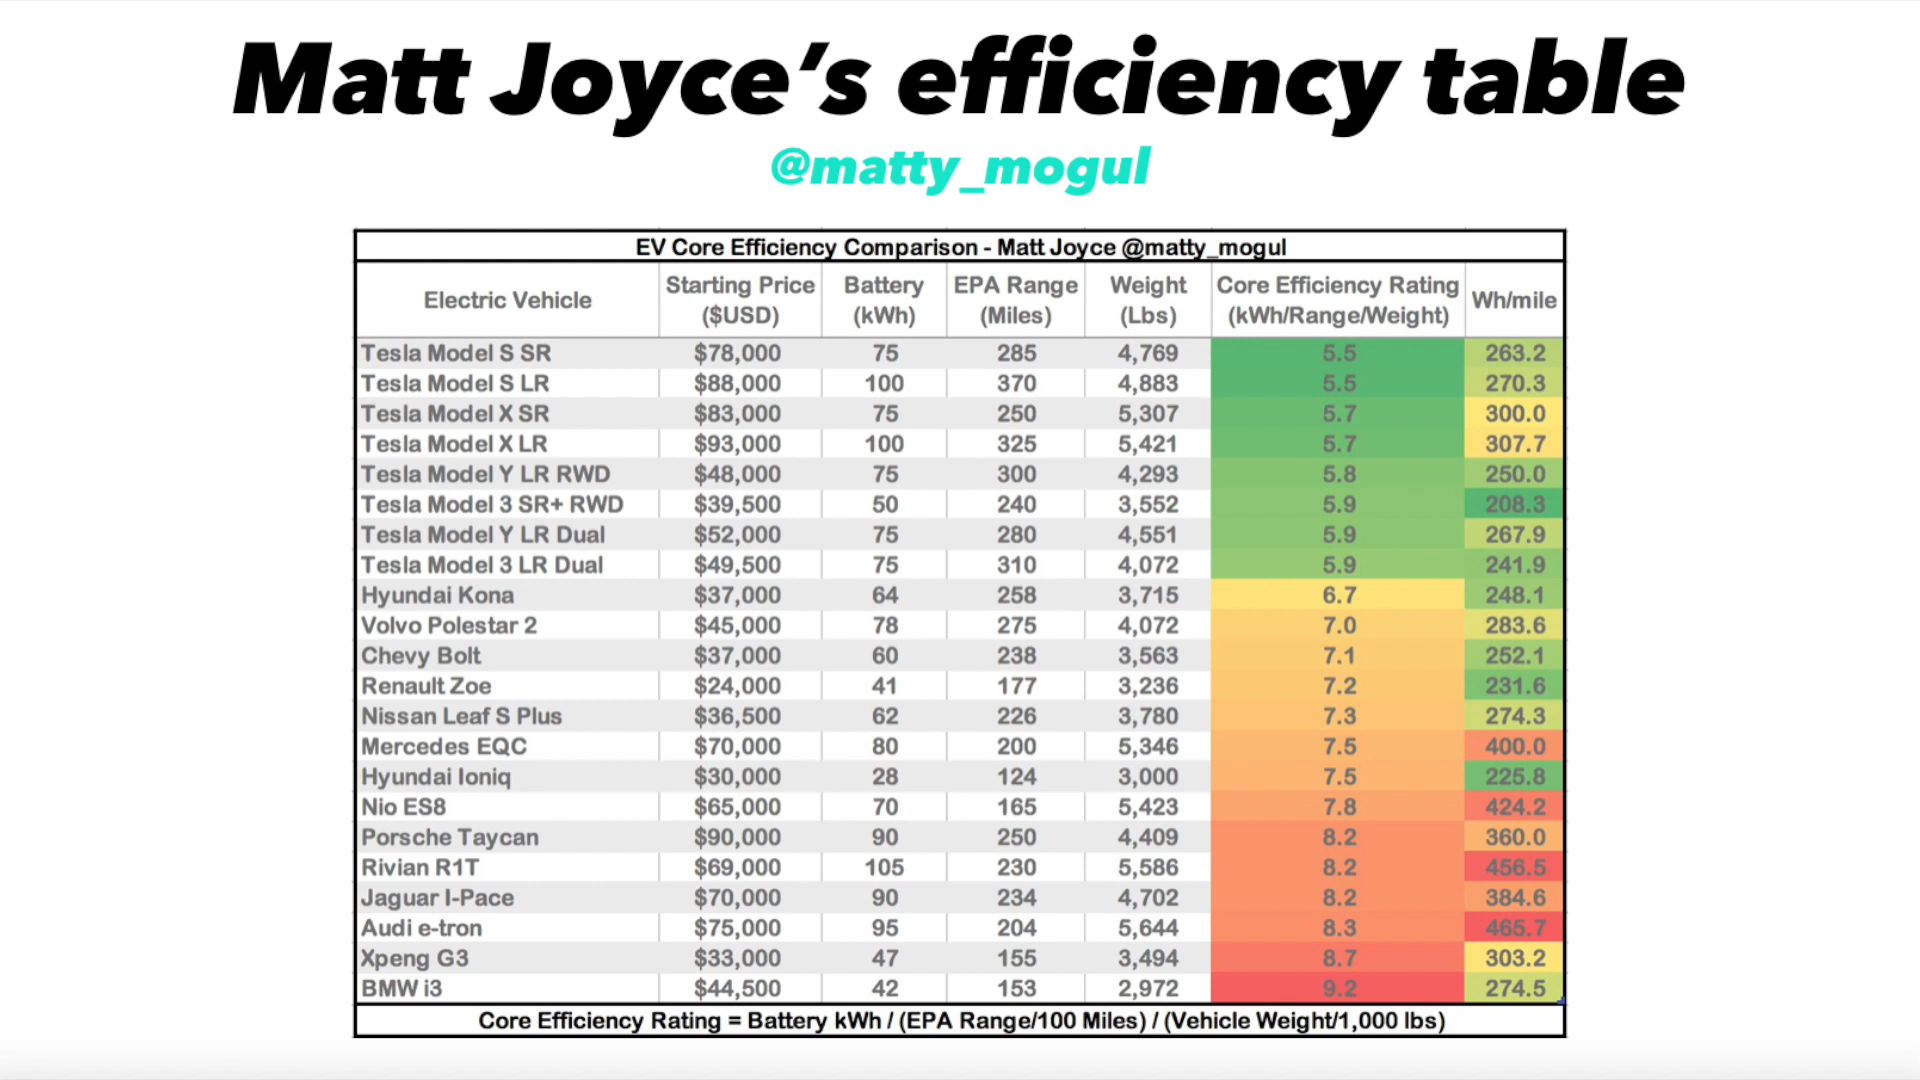 Matt Joyce’s efficiency table
@matty_mogul
EV Core Efficiency Comparison - Matt Joyce @matty_mogul
Electric Vehicle Starting Price ($USD) Battery (kWh) EPA Range (Miles) Weight (Lbs) Core Efficiency Rating (kWh/Range/Weight) Wh/mile
Tesla Model S SR $78,000 75 285 4,769 5.5 263.2
Tesla Model S LR $88,000 100 370 4,883 5.5 270.3
Tesla Model X SR $83,000 75 250 5,307 5.7 300.0
Tesla Model X LR $93,000 100 325 5,421 5.7 307.7
Tesla Model Y LR RWD $48,000 75 300 4,293 5.8 250.0
Tesla Model 3 SR+ RWD $39,500 50 240 3,552 5.9 208.3
Tesla Model Y LR Dual $52,000 75 280 4,551 5.9 267.9
Tesla Model 3 LR Dual $49,500 75 310 4,072 5.9 241.9
Hyundai Kona $37,000 64 258 3,715 6.7 248.1
Volvo Polestar 2 $45,000 78 275 4,072 7.0 283.6
Chevy Bolt $37,000 60 238 3,563 7.1 252.1
Renault Zoe $24,000 41 177 3,236 7.2 231.6
Nissan Leaf S Plus $36,500 62 226 3,780 7.3 274.3
Mercedes EQC $70,000 80 200 5,346 7.5 400.0
Hyundai Ioniq $30,000 28 124 3,000 7.5 225.8
Nio ES8 $65,000 70 165 5,423 7.8 424.2
Porsche Taycan $90,000 90 250 4,409 8.2 360.0
Rivian R1T $69,000 105 230 5,586 8.2 456.5
Jaguar I-Pace $70,000 90 234 4,702 8.2 384.6
Audi e-tron $75,000 95 204 5,644 8.3 465.7
Xpeng G3 $33,000 47 155 3,494 8.7 303.2
BMW i3 $44,500 42 153 2,972 9.2 274.5
Core Efficiency Rating = Battery kWh / (EPA Range/100 Miles) / (Vehicle Weight/1,000 lbs)